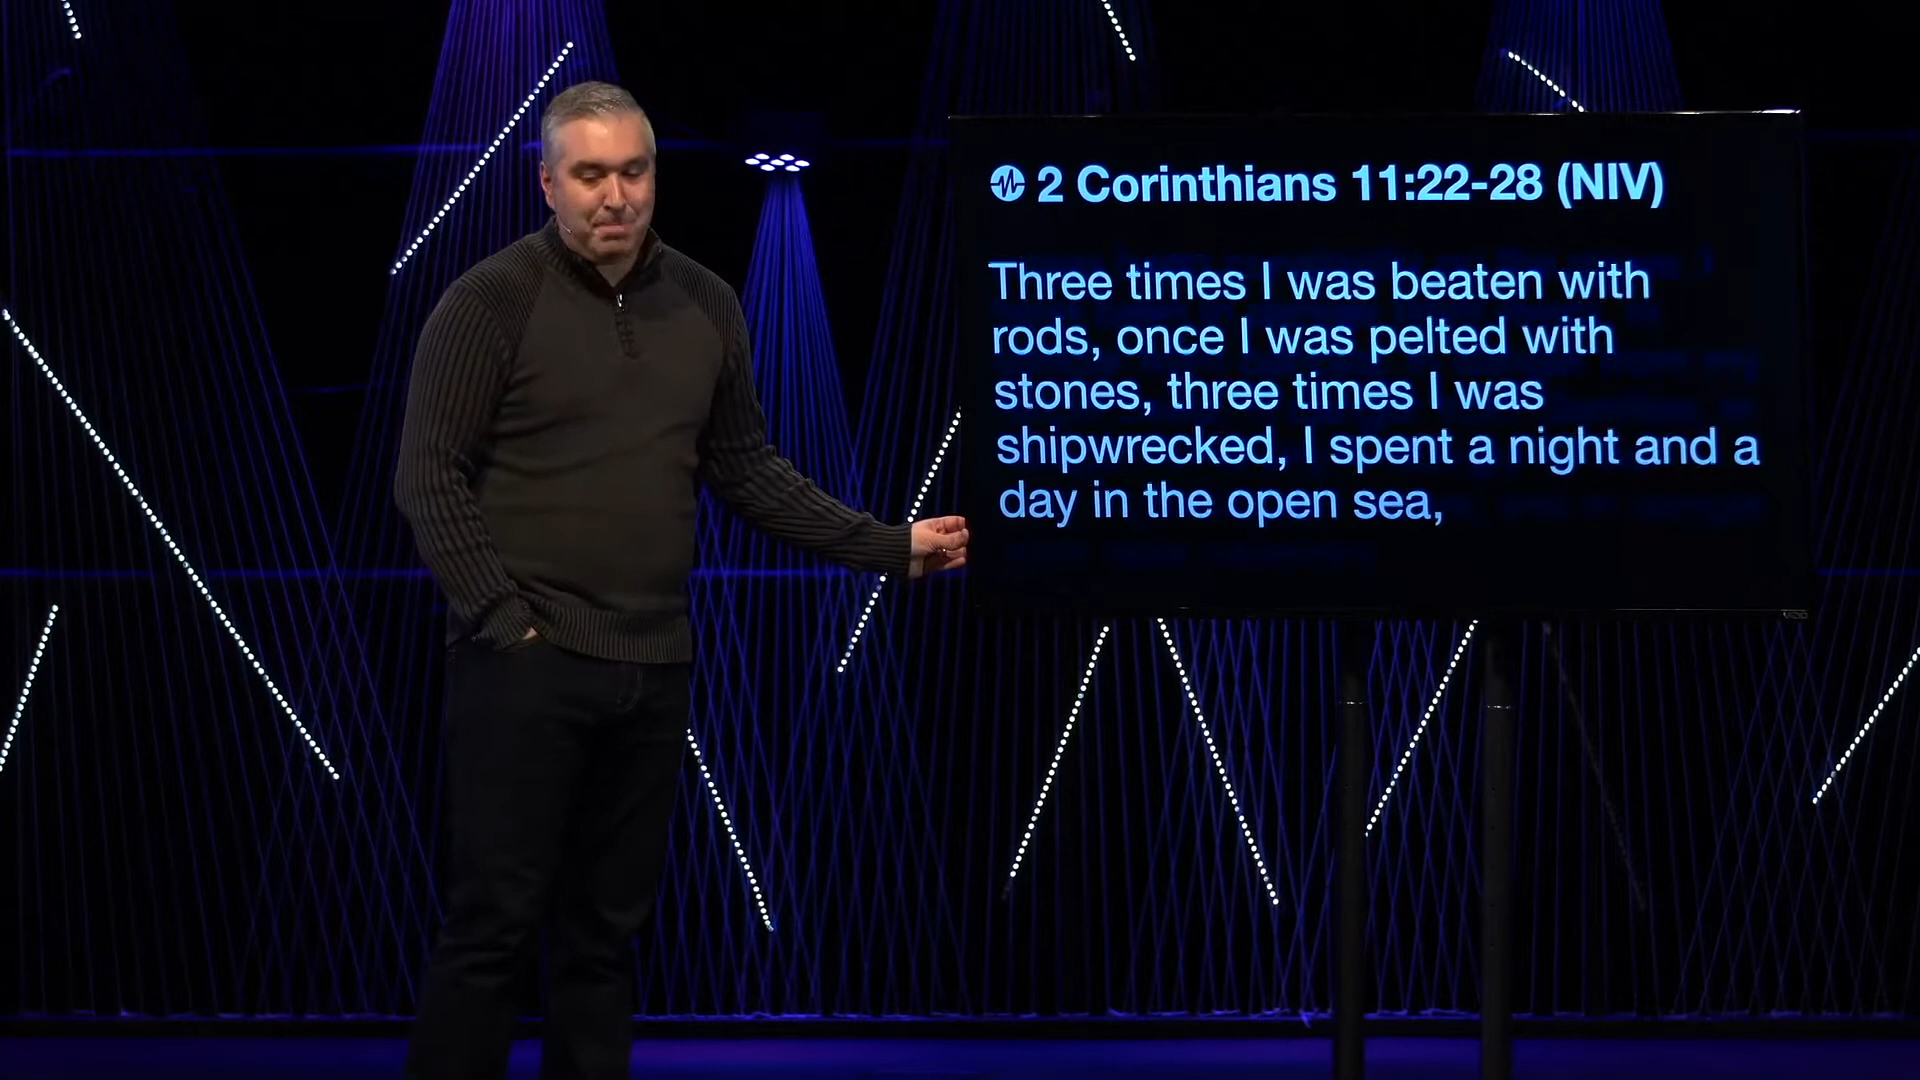 2 Corinthians 11:22-28 (NIV)
Three times I was beaten with
rods, once I was pelted with
stones, three times I was
shipwrecked, I spent a night and a
day in the open sea,